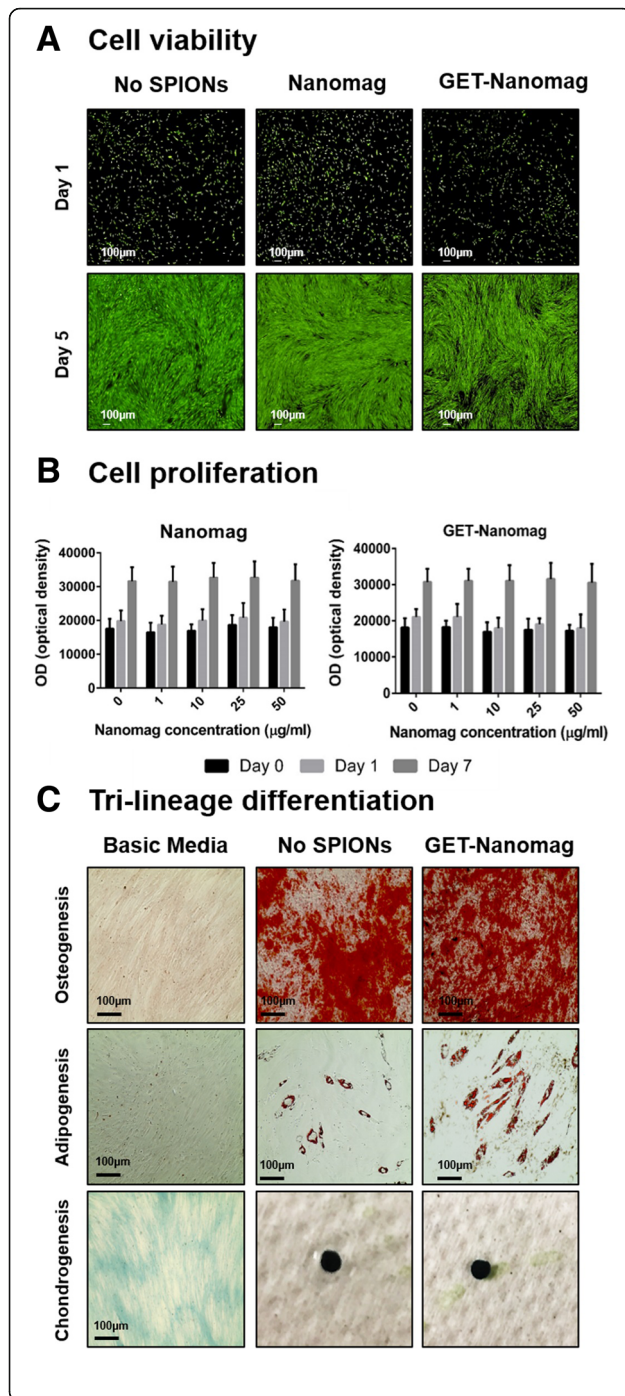 A Cell viability
No SPIONs Nanomag GET-Nanomag
Day 1
100µm 100µm 100µm
Day 5
100µm 100µm 100µm
B Cell proliferation
Nanomag
OD (optical density)
40000
30000
20000
10000
0
0 1 10 25 50
Nanomag concentration (µg/ml)
GET-Nanomag
OD (optical density)
40000
30000
20000
10000
0
0 1 10 25 50
Nanomag concentration (µg/ml)
Day 0 Day 1 Day 7
C Tri-lineage differentiation
Basic Media No SPIONs GET-Nanomag
Osteogenesis
100µm 100µm 100µm
Adipogenesis
100µm 100µm 100µm
Chondrogenesis
100µm